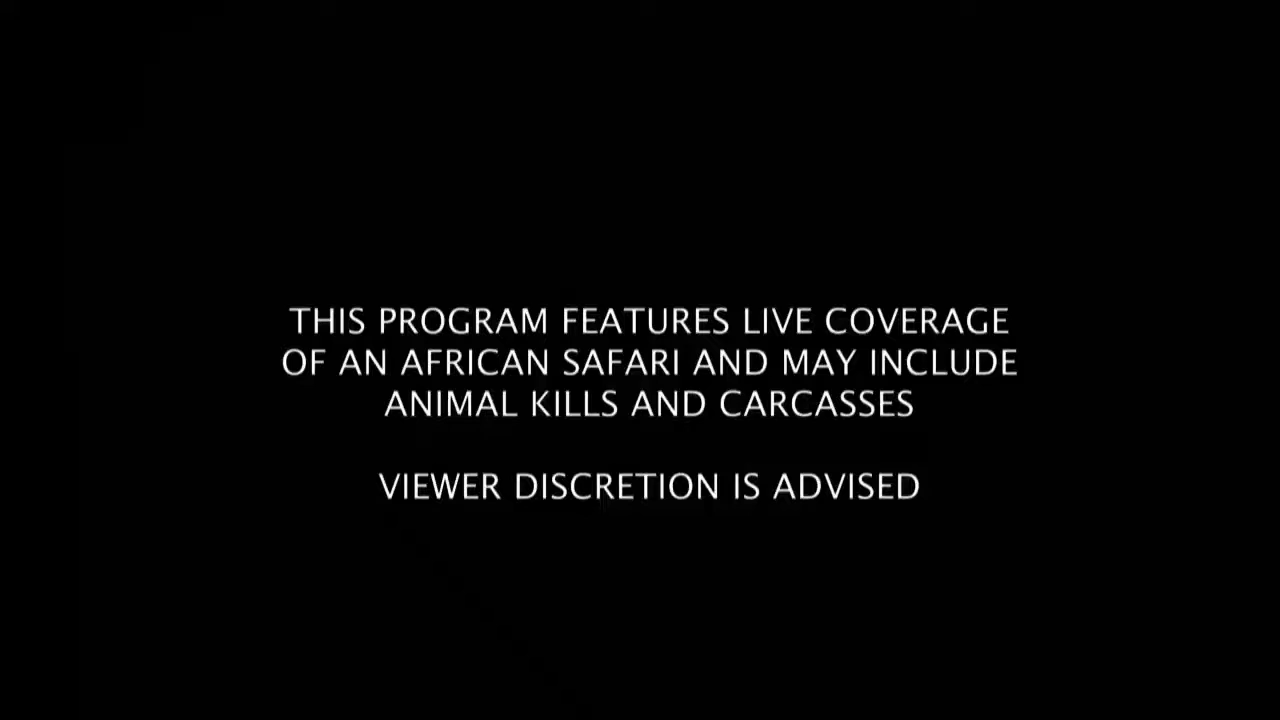 THIS PROGRAM FEATURES LIVE COVERAGE
OF AN AFRICAN SAFARI AND MAY INCLUDE
ANIMAL KILLS AND CARCASSES
VIEWER DISCRETION IS ADVISED